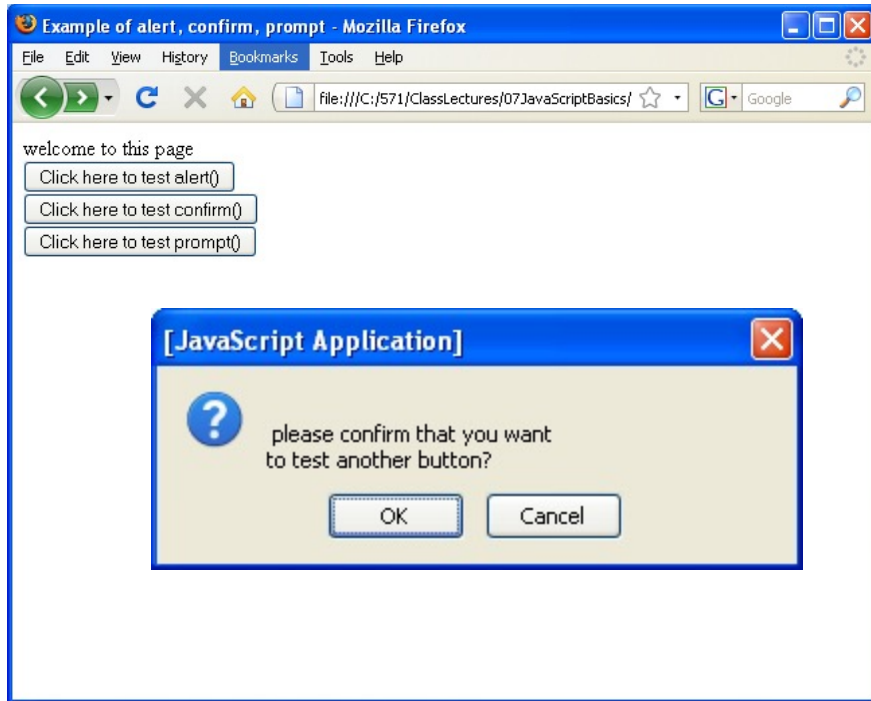 Example of alert, confirm, prompt - Mozilla Firefox
File Edit View History Bookmarks Tools Help
file:///C:/571/ClassLectures/07JavaScriptBasics/ G Google
welcome to this page
Click here to test alert()
Click here to test confirm()
Click here to test prompt()
[JavaScript Application]
please confirm that you want
to test another button?
OK Cancel